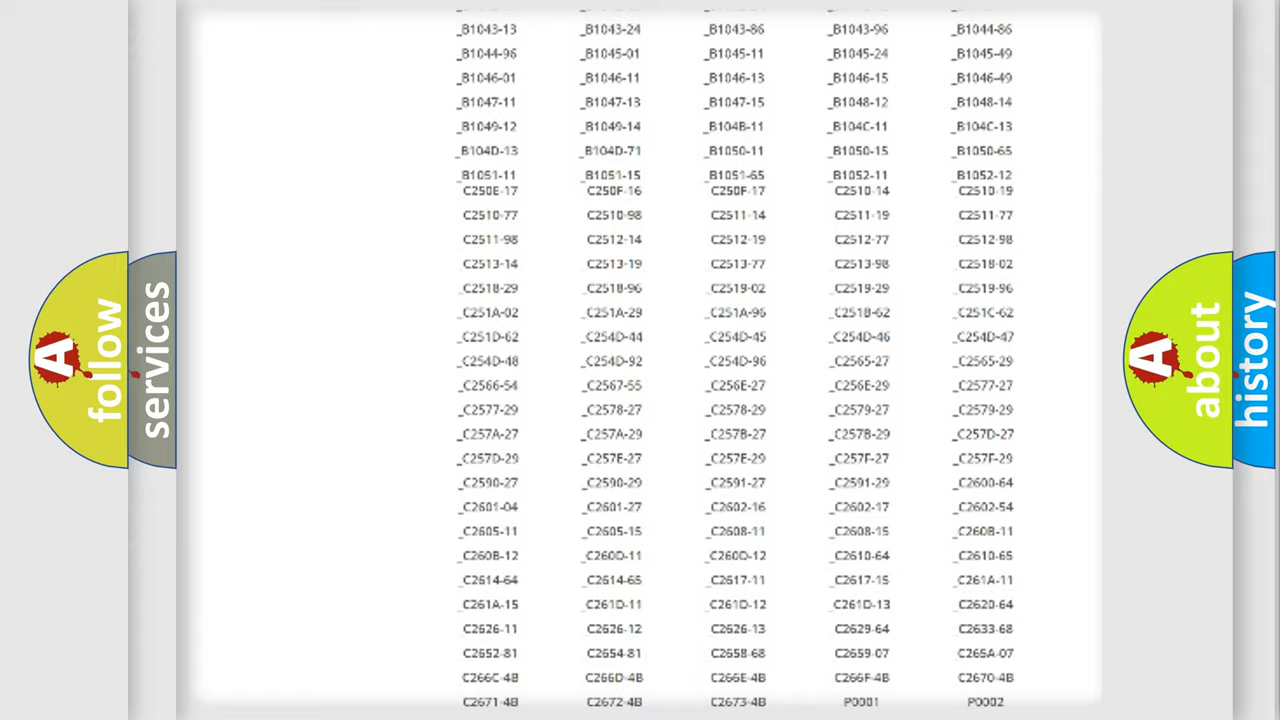 _B1043-13 _B1043-24 _B1043-86 _B1043-96 _B1044-86
_B1044-96 _B1045-01 _B1045-11 _B1045-24 _B1045-49
_B1046-01 _B1046-11 _B1046-13 _B1046-15 _B1046-49
_B1047-11 _B1047-13 _B1047-15 _B1048-12 _B1048-14
_B1049-12 _B1049-14 _B104B-11 _B104C-11 _B104C-13
_B104D-13 _B104D-71 _B1050-11 _B1050-15 _B1050-65
_B1051-11 _B1051-15 _B1051-65 _B1052-11 _B1052-12
C250E-17 C250F-16 C250F-17 C2510-14 C2510-19
C2510-77 C2510-98 C2511-14 C2511-19 C2511-77
C2511-98 C2512-14 C2512-19 C2512-77 C2512-98
_C2513-14 _C2513-19 _C2513-77 _C2513-98 _C2518-02
_C2518-29 _C2518-96 _C2519-02 _C2519-29 _C2519-96
_C251A-02 _C251A-29 _C251A-96 _C251B-62 _C251C-62
_C251D-62 _C254D-44 _C254D-45 _C254D-46 _C254D-47
_C254D-48 _C254D-92 _C254D-96 _C2565-27 _C2565-29
_C2566-54 _C2567-55 _C256E-27 _C256E-29 _C2577-27
_C2577-29 _C2578-27 _C2578-29 _C2579-27 _C2579-29
_C257A-27 _C257A-29 _C257B-27 _C257B-29 _C257D-27
_C257D-29 _C257E-27 _C257E-29 _C257F-27 _C257F-29
_C2590-27 _C2590-29 _C2591-27 _C2591-29 _C2600-64
_C2601-04 _C2601-27 _C2602-16 _C2602-17 _C2602-54
_C2605-11 _C2605-15 _C2608-11 _C2608-15 _C260B-11
_C260B-12 _C260D-11 _C260D-12 _C2610-64 _C2610-65
_C2614-64 _C2614-65 _C2617-11 _C2617-15 _C261A-11
_C261A-15 _C261D-11 _C261D-12 _C261D-13 _C2620-64
C2626-11 C2626-12 C2626-13 C2629-64 C2633-68
C2652-81 C2654-81 C2658-68 C2659-07 C265A-07
C266C-4B C266D-4B C266E-4B C266F-4B C2670-4B
C2671-4B C2672-4B C2673-4B P0001 P0002
A
follow
services
A
about
history